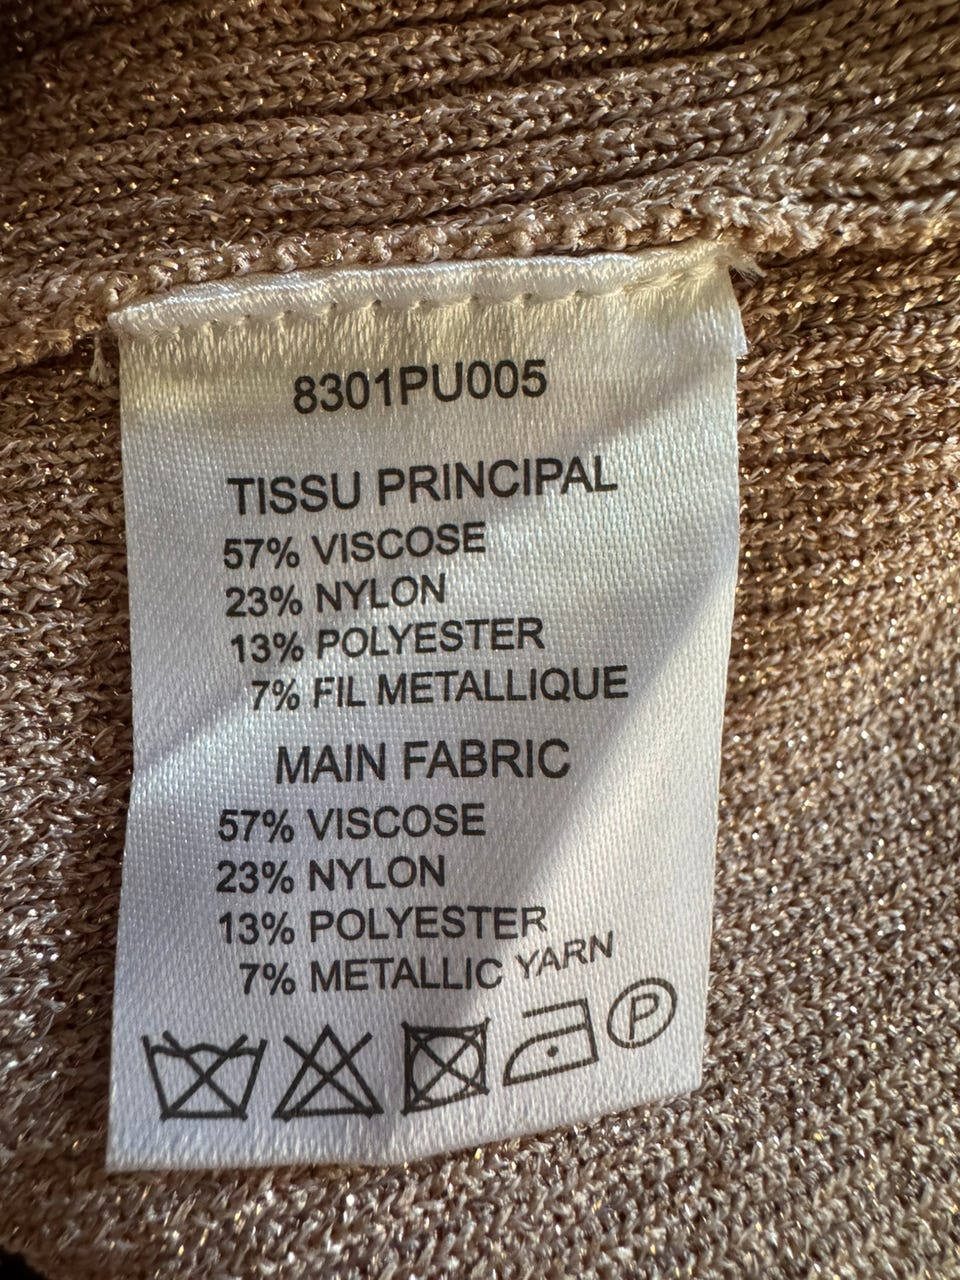 8301PU005
TISSU PRINCIPAL
57% VISCOSE
23% NYLON
13% POLYESTER
7% FIL METALLIQUE
MAIN FABRIC
57% VISCOSE
23% NYLON
13% POLYESTER
7% METALLIC YARN
P